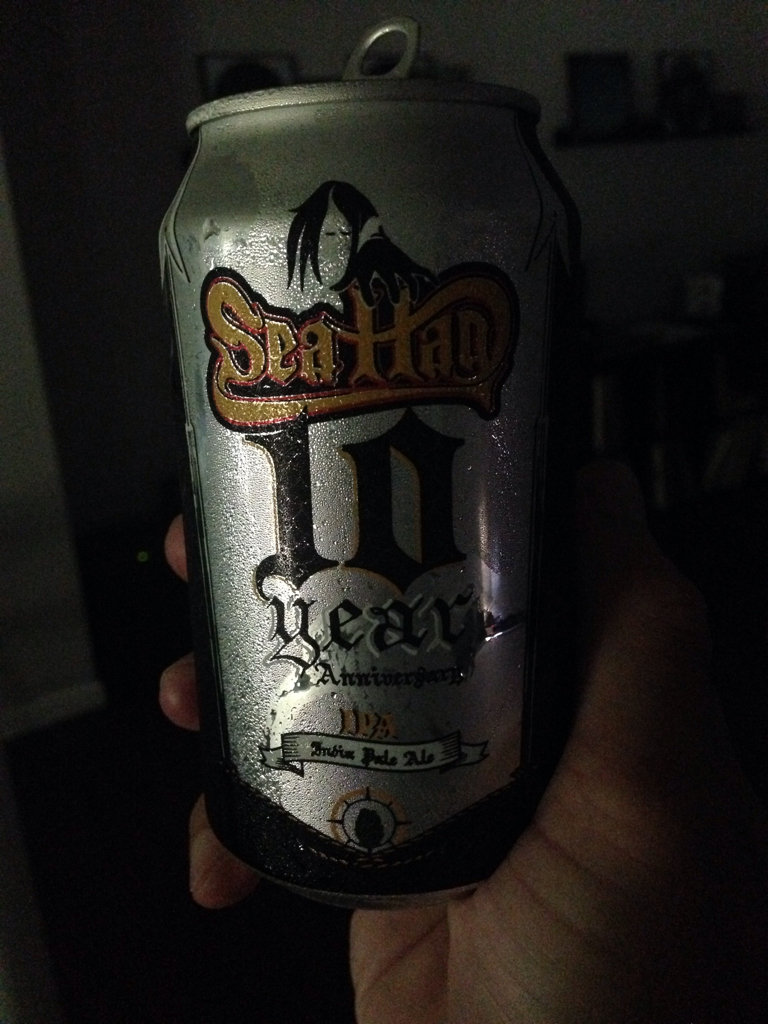 Sea Hag
10
year
Anniversary
IPA
India Pale Ale